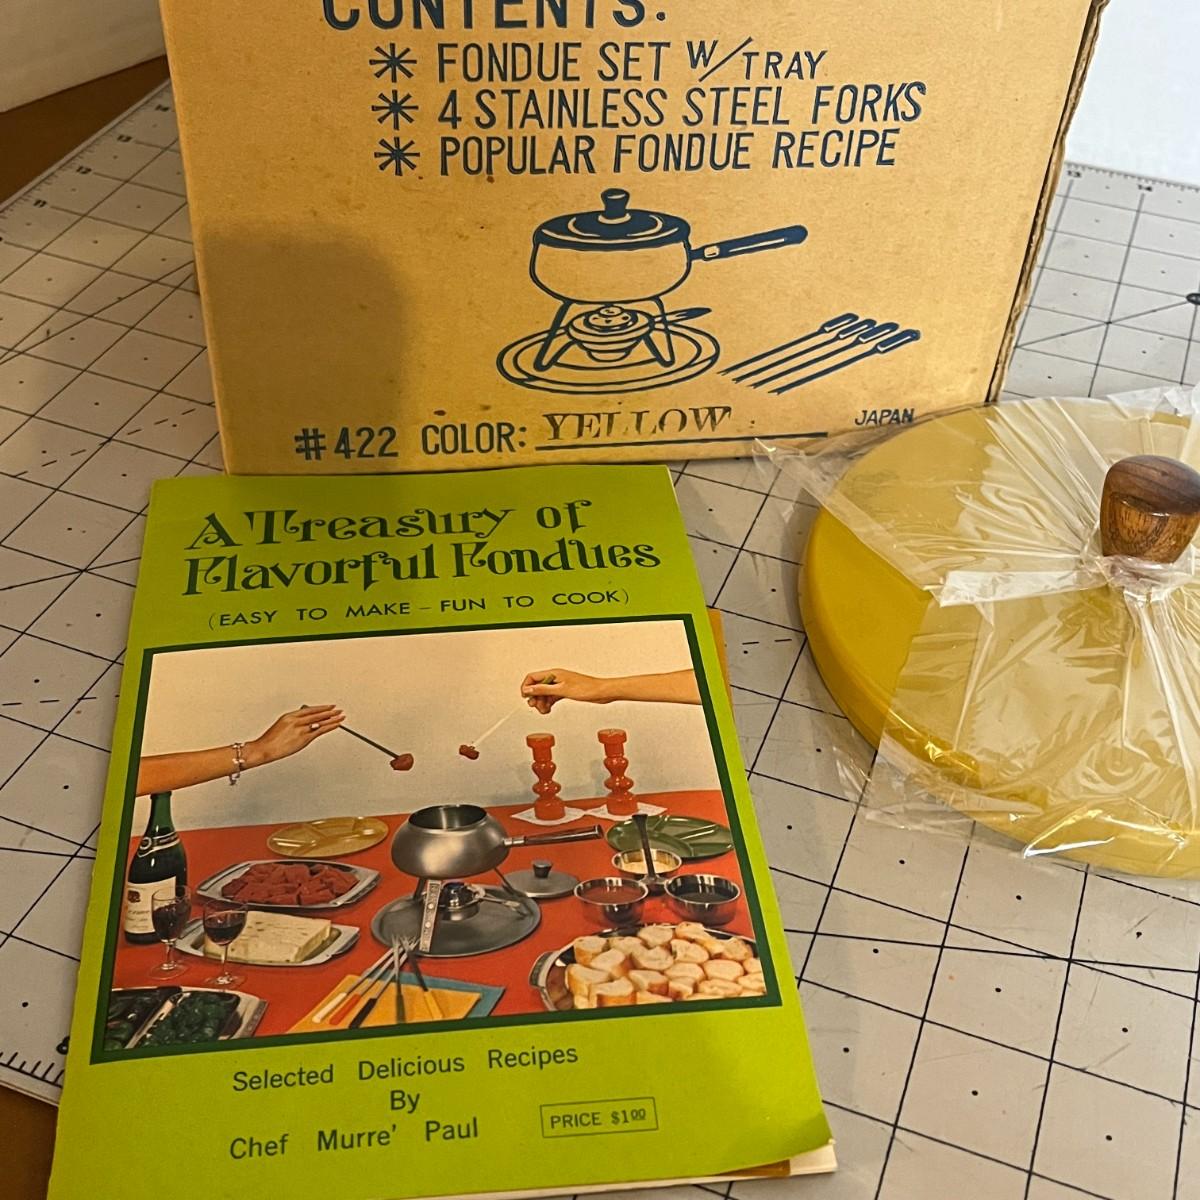 CONTENTS:
* FONDUE SET W/TRAY
* 4 STAINLESS STEEL FORKS
* POPULAR FONDUE RECIPE
#422 COLOR: YELLOW
JAPAN
A Treasury of
Flavorful Fondues
(EASY TO MAKE - FUN TO COOK)
Selected Delicious Recipes
By
Chef Murre' Paul
PRICE $1.00